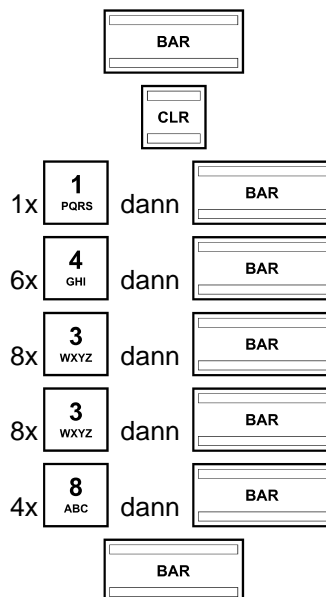 BAR
CLR
1x 1 PQRS dann BAR
6x 4 GHI dann BAR
8x 3 WXYZ dann BAR
8x 3 WXYZ dann BAR
4x 8 ABC dann BAR
BAR